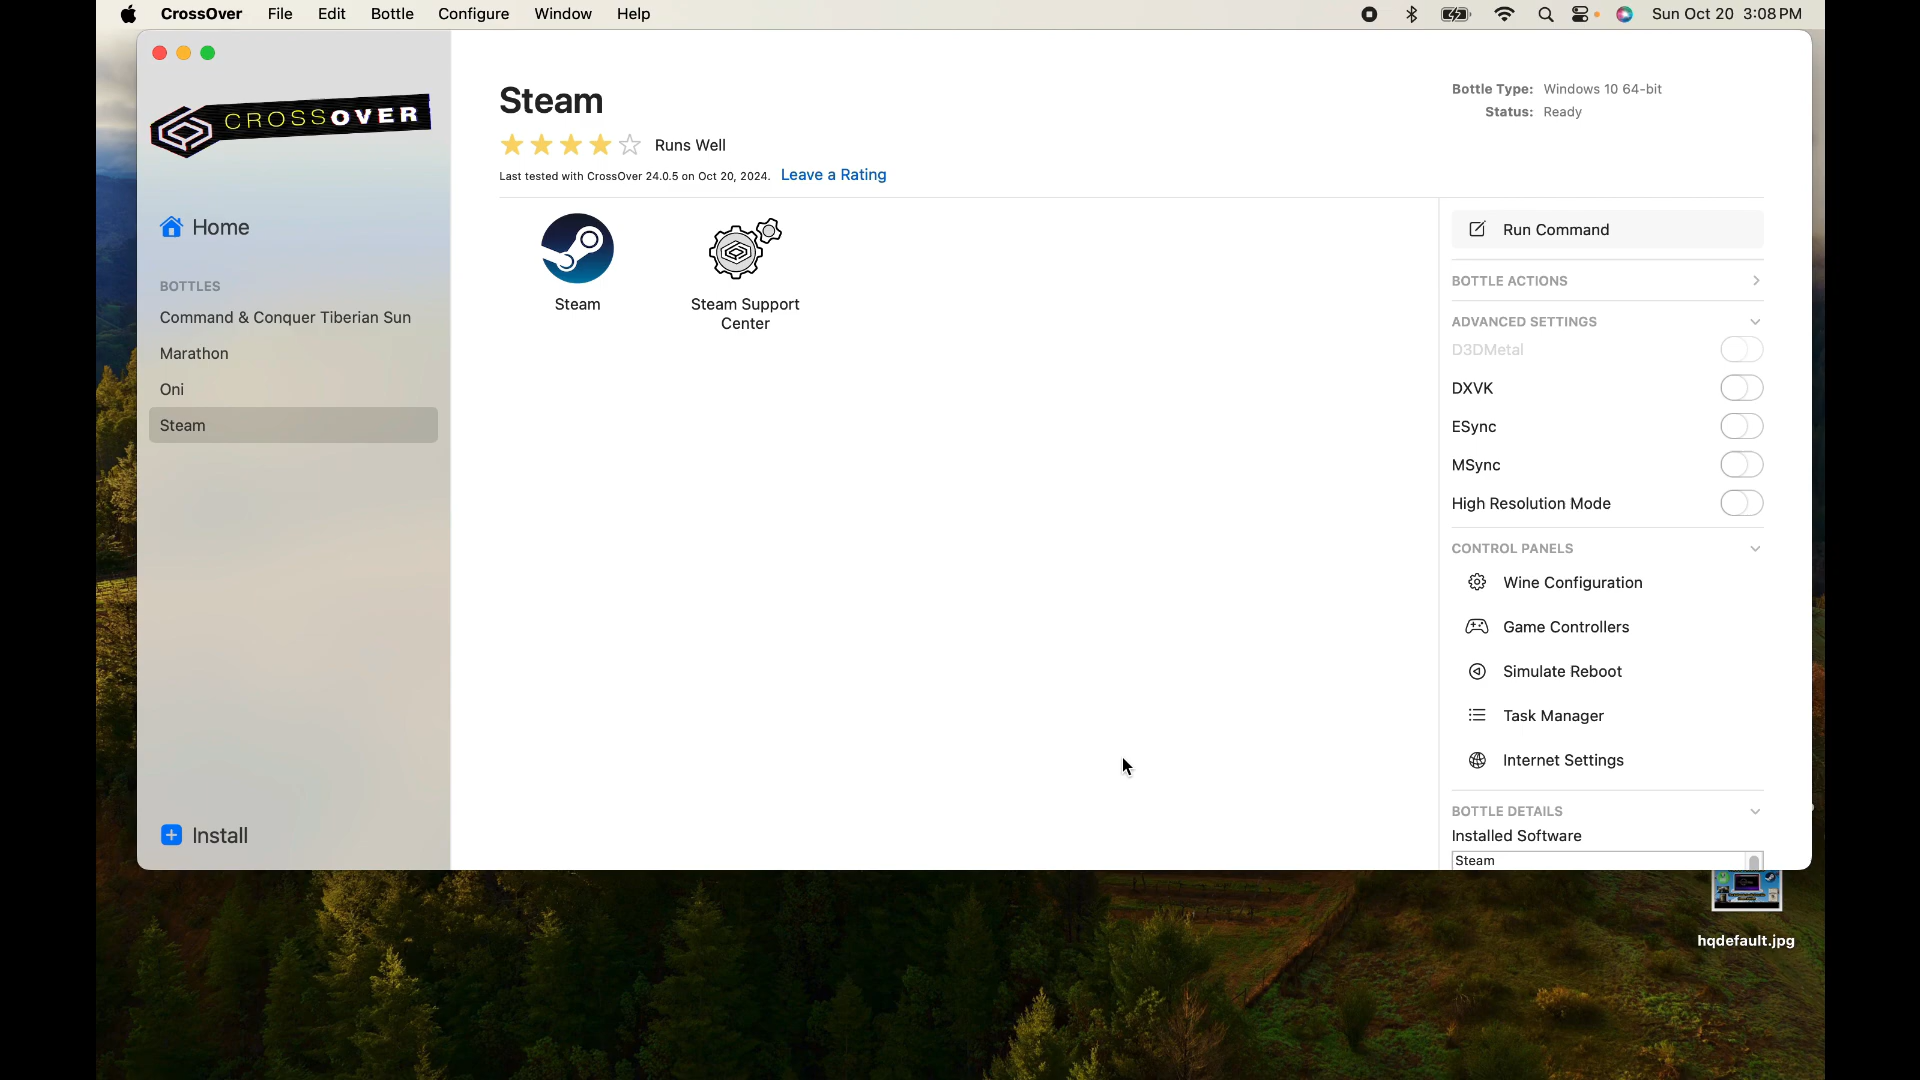 CrossOver File Edit Bottle Configure Window Help Sun Oct 20 3:08 PM
CROSSOVER
Home
BOTTLES
Command & Conquer Tiberian Sun
Marathon
Oni
Steam
Install
Steam
Runs Well
Last tested with CrossOver 24.0.5 on Oct 20, 2024. Leave a Rating
Bottle Type: Windows 10 64-bit
Status: Ready
Steam
Steam Support
Center
Run Command
BOTTLE ACTIONS
ADVANCED SETTINGS
D3DMetal
DXVK
ESync
MSync
High Resolution Mode
CONTROL PANELS
Wine Configuration
Game Controllers
Simulate Reboot
Task Manager
Internet Settings
BOTTLE DETAILS
Installed Software
Steam
hqdefault.jpg